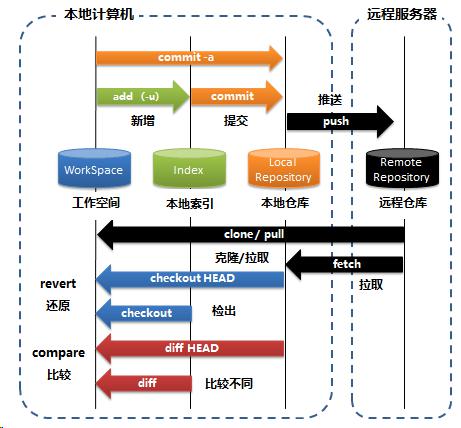 本地计算机
远程服务器
commit -a
add （-u）
commit
新增
提交
推送
push
WorkSpace
Index
Local
Repository
Remote
Repository
工作空间
本地索引
本地仓库
远程仓库
clone/ pull
克隆/拉取
fetch
拉取
revert
还原
checkout HEAD
checkout
检出
compare
比较
diff HEAD
diff
比较不同